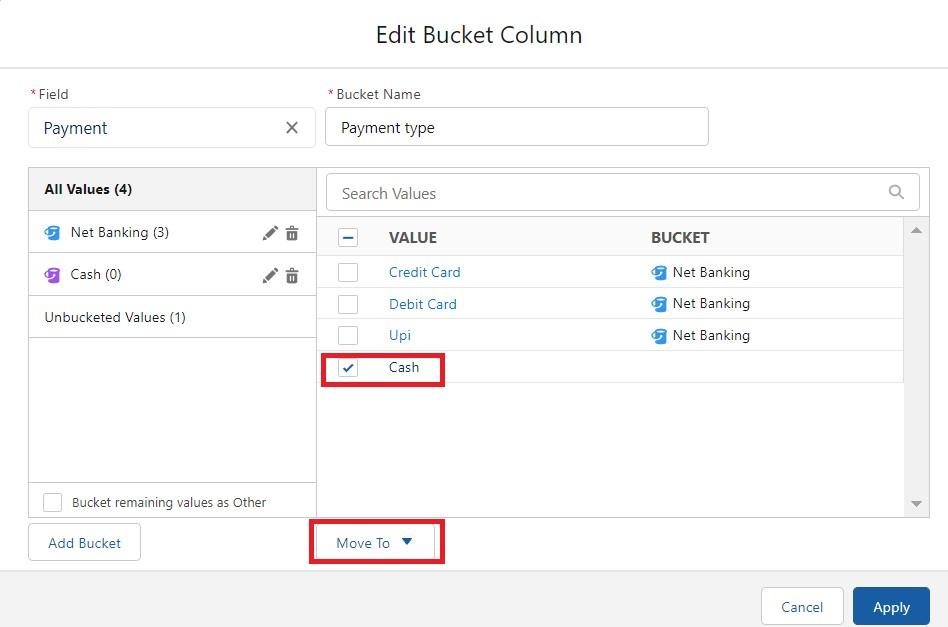 Edit Bucket Column
* Field
* Bucket Name
Payment
Payment type
All Values (4)
Search Values
Net Banking (3)
VALUE BUCKET
Cash (0)
Credit Card Net Banking
Debit Card Net Banking
Unbucketed Values (1)
Upi Net Banking
Cash
Bucket remaining values as Other
Add Bucket
Move To
Cancel
Apply